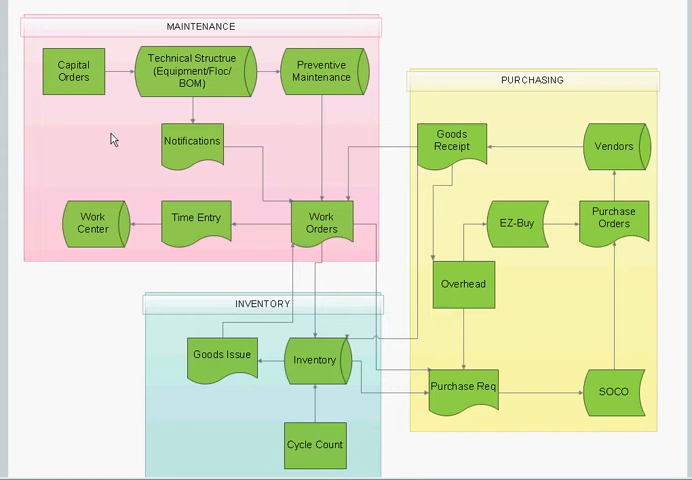 MAINTENANCE
Capital
Orders
Technical Structrue
(Equipment/Floc/
BOM)
Preventive
Maintenance
PURCHASING
Notifications
Goods
Receipt
Vendors
Work
Center
Time Entry
Work
Orders
EZ-Buy
Purchase
Orders
Overhead
INVENTORY
Goods Issue
Inventory
Purchase Req
SOCO
Cycle Count